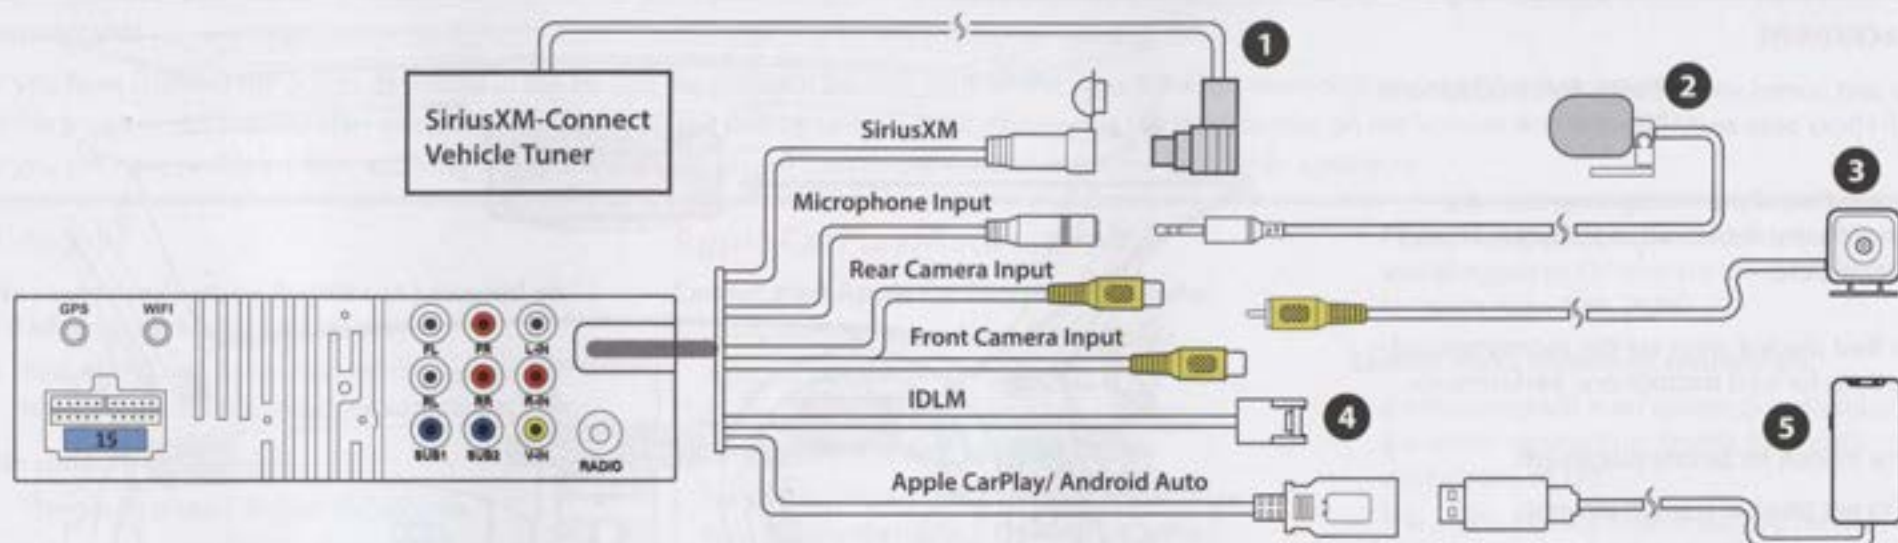 1
SiriusXM-Connect
Vehicle Tuner
SiriusXM
2
Microphone Input
3
Rear Camera Input
GPS
WIFI
FL
FR
L-IN
Front Camera Input
RL
RR
R-IN
IDLM
4
15
5
SUB1
SUB2
V-IN
RADIO
Apple CarPlay/ Android Auto